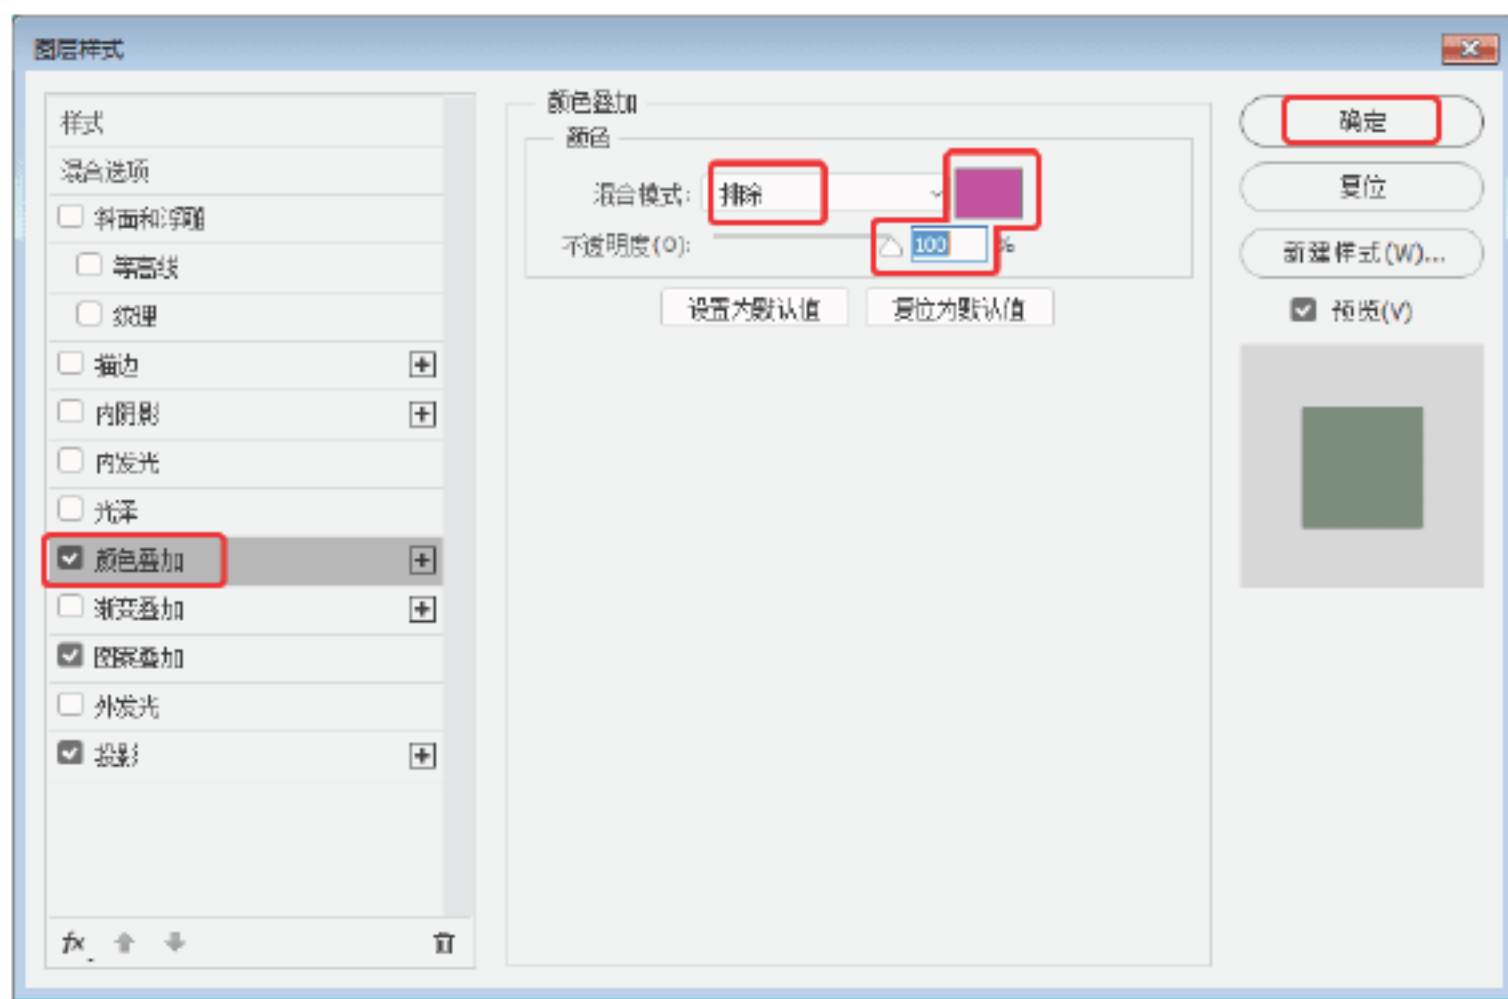 图层样式
样式
混合选项
斜面和浮雕
等高线
纹理
描边
内阴影
内发光
光泽
颜色叠加
渐变叠加
图案叠加
外发光
投影
fx
颜色叠加
颜色
混合模式: 排除
不透明度(O): 100 %
设置为默认值 复位为默认值
确定
复位
新建样式(W)...
预览(V)